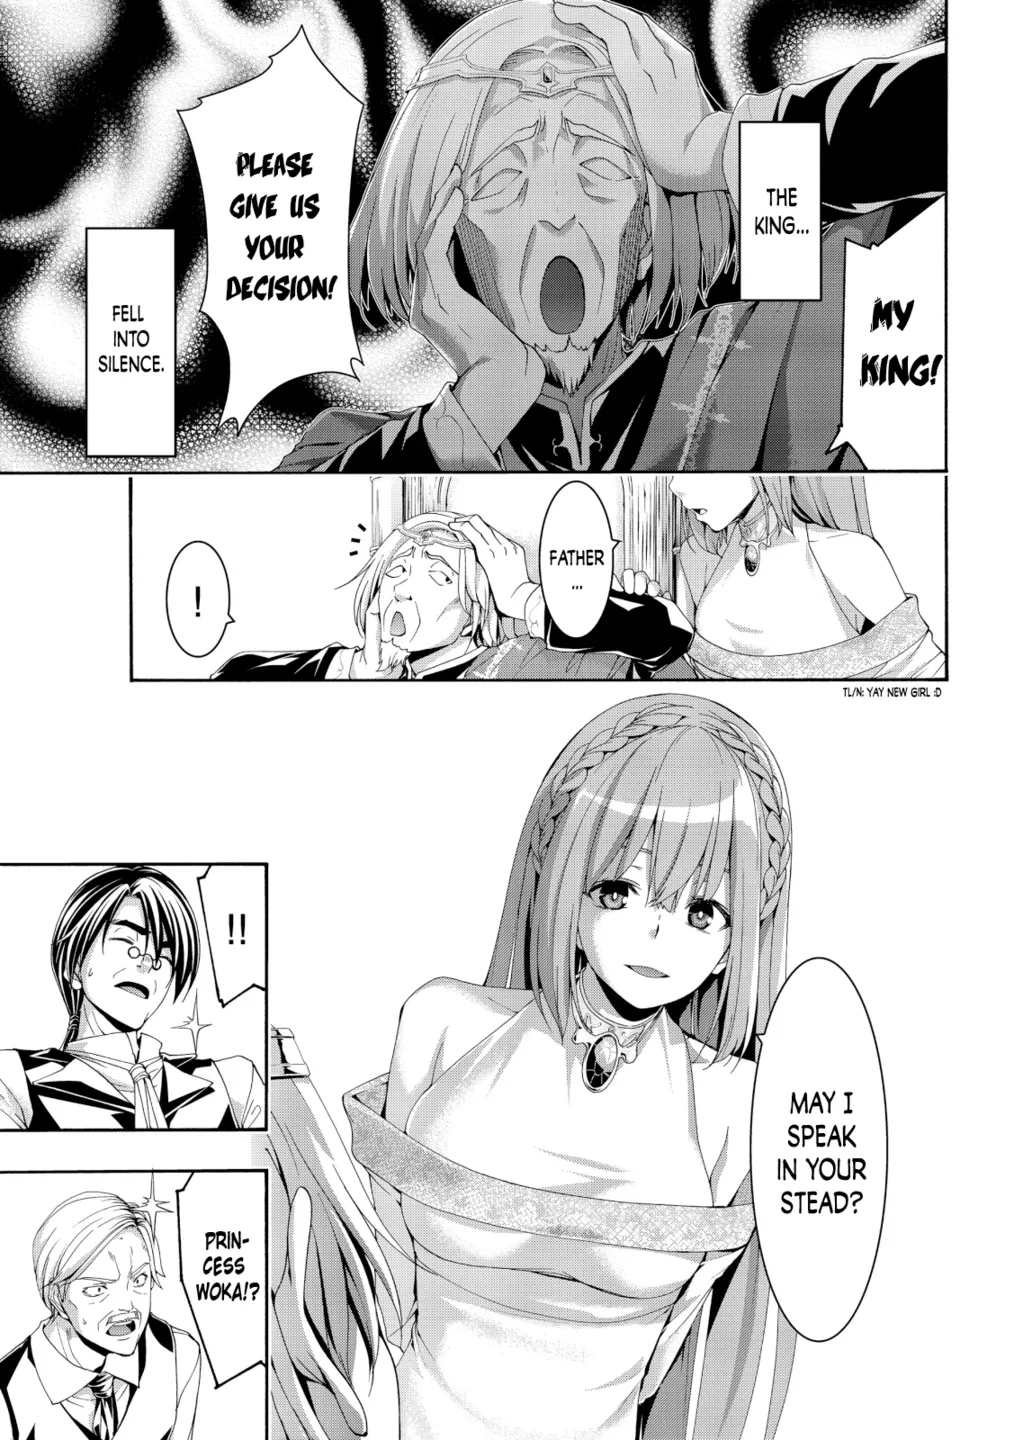 MY
KING!
THE
KING...
PLEASE
GIVE US
YOUR
DECISION!
FELL
INTO
SILENCE.
FATHER
...
!
TL/N: YAY NEW GIRL :D
MAY I
SPEAK
IN YOUR
STEAD?
!!
PRIN-
CESS
WOKA!?